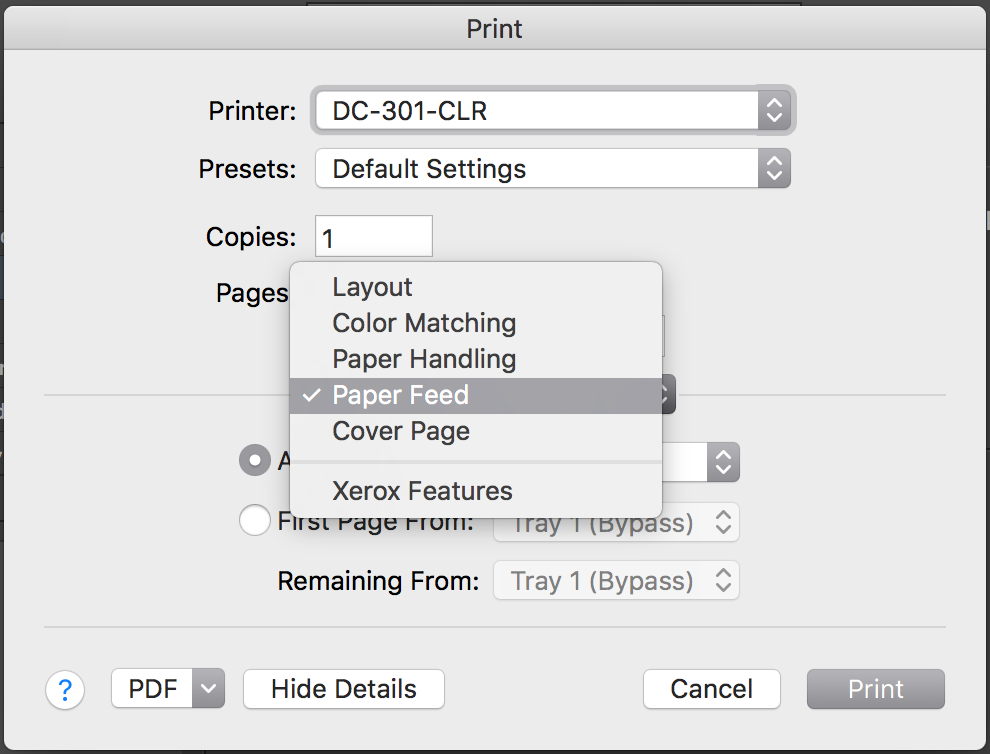 Print
Printer: DC-301-CLR
Presets: Default Settings
Copies: 1
Pages
Layout
Color Matching
Paper Handling
✓ Paper Feed
Cover Page
Xerox Features
First Page From: Tray 1 (Bypass)
Remaining From: Tray 1 (Bypass)
? PDF Hide Details Cancel Print